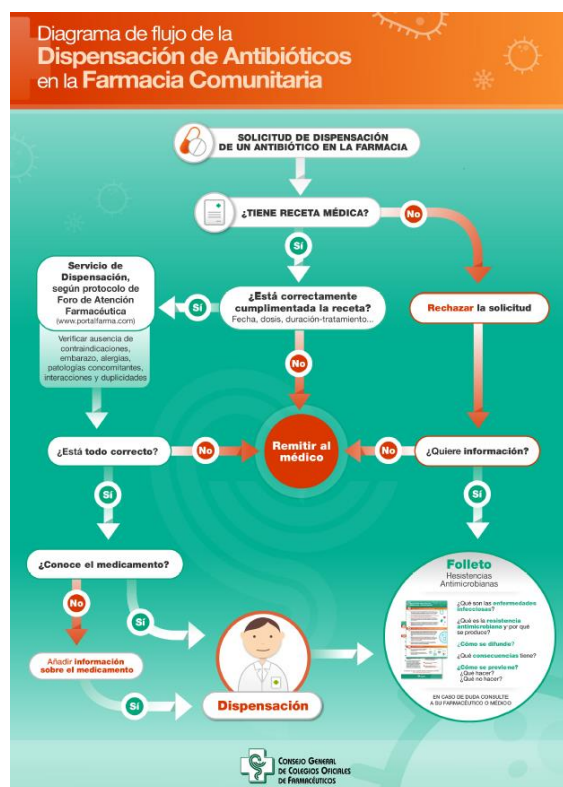 Diagrama de flujo de la
Dispensación de Antibióticos
en la Farmacia Comunitaria
SOLICITUD DE DISPENSACIÓN
DE UN ANTIBIÓTICO EN LA FARMACIA
¿TIENE RECETA MÉDICA?
No
Sí
Servicio de
Dispensación,
según protocolo de
Foro de Atención
Farmacéutica
(www.portalfarma.com)
Verificar ausencia de
contraindicaciones,
embarazo, alergias,
patologías concomitantes,
interacciones y duplicidades
Sí
¿Está correctamente
cumplimentada la receta?
Fecha, dosis, duración-tratamiento...
Rechazar la solicitud
No
¿Está todo correcto?
No
Remitir al
médico
No
¿Quiere información?
Sí
Sí
¿Conoce el medicamento?
No
Sí
Añadir información
sobre el medicamento
Sí
Dispensación
Folleto
Resistencias
Antimicrobianas
¿Qué son las enfermedades
infecciosas?
¿Qué es la resistencia
antimicrobiana y por qué
se produce?
¿Cómo se difunde?
¿Qué consecuencias tiene?
¿Cómo se previene?
¿Qué hacer?
¿Qué no hacer?
EN CASO DE DUDA CONSULTE
A SU FARMACÉUTICO O MÉDICO
CONSEJO GENERAL
DE COLEGIOS OFICIALES
DE FARMACÉUTICOS